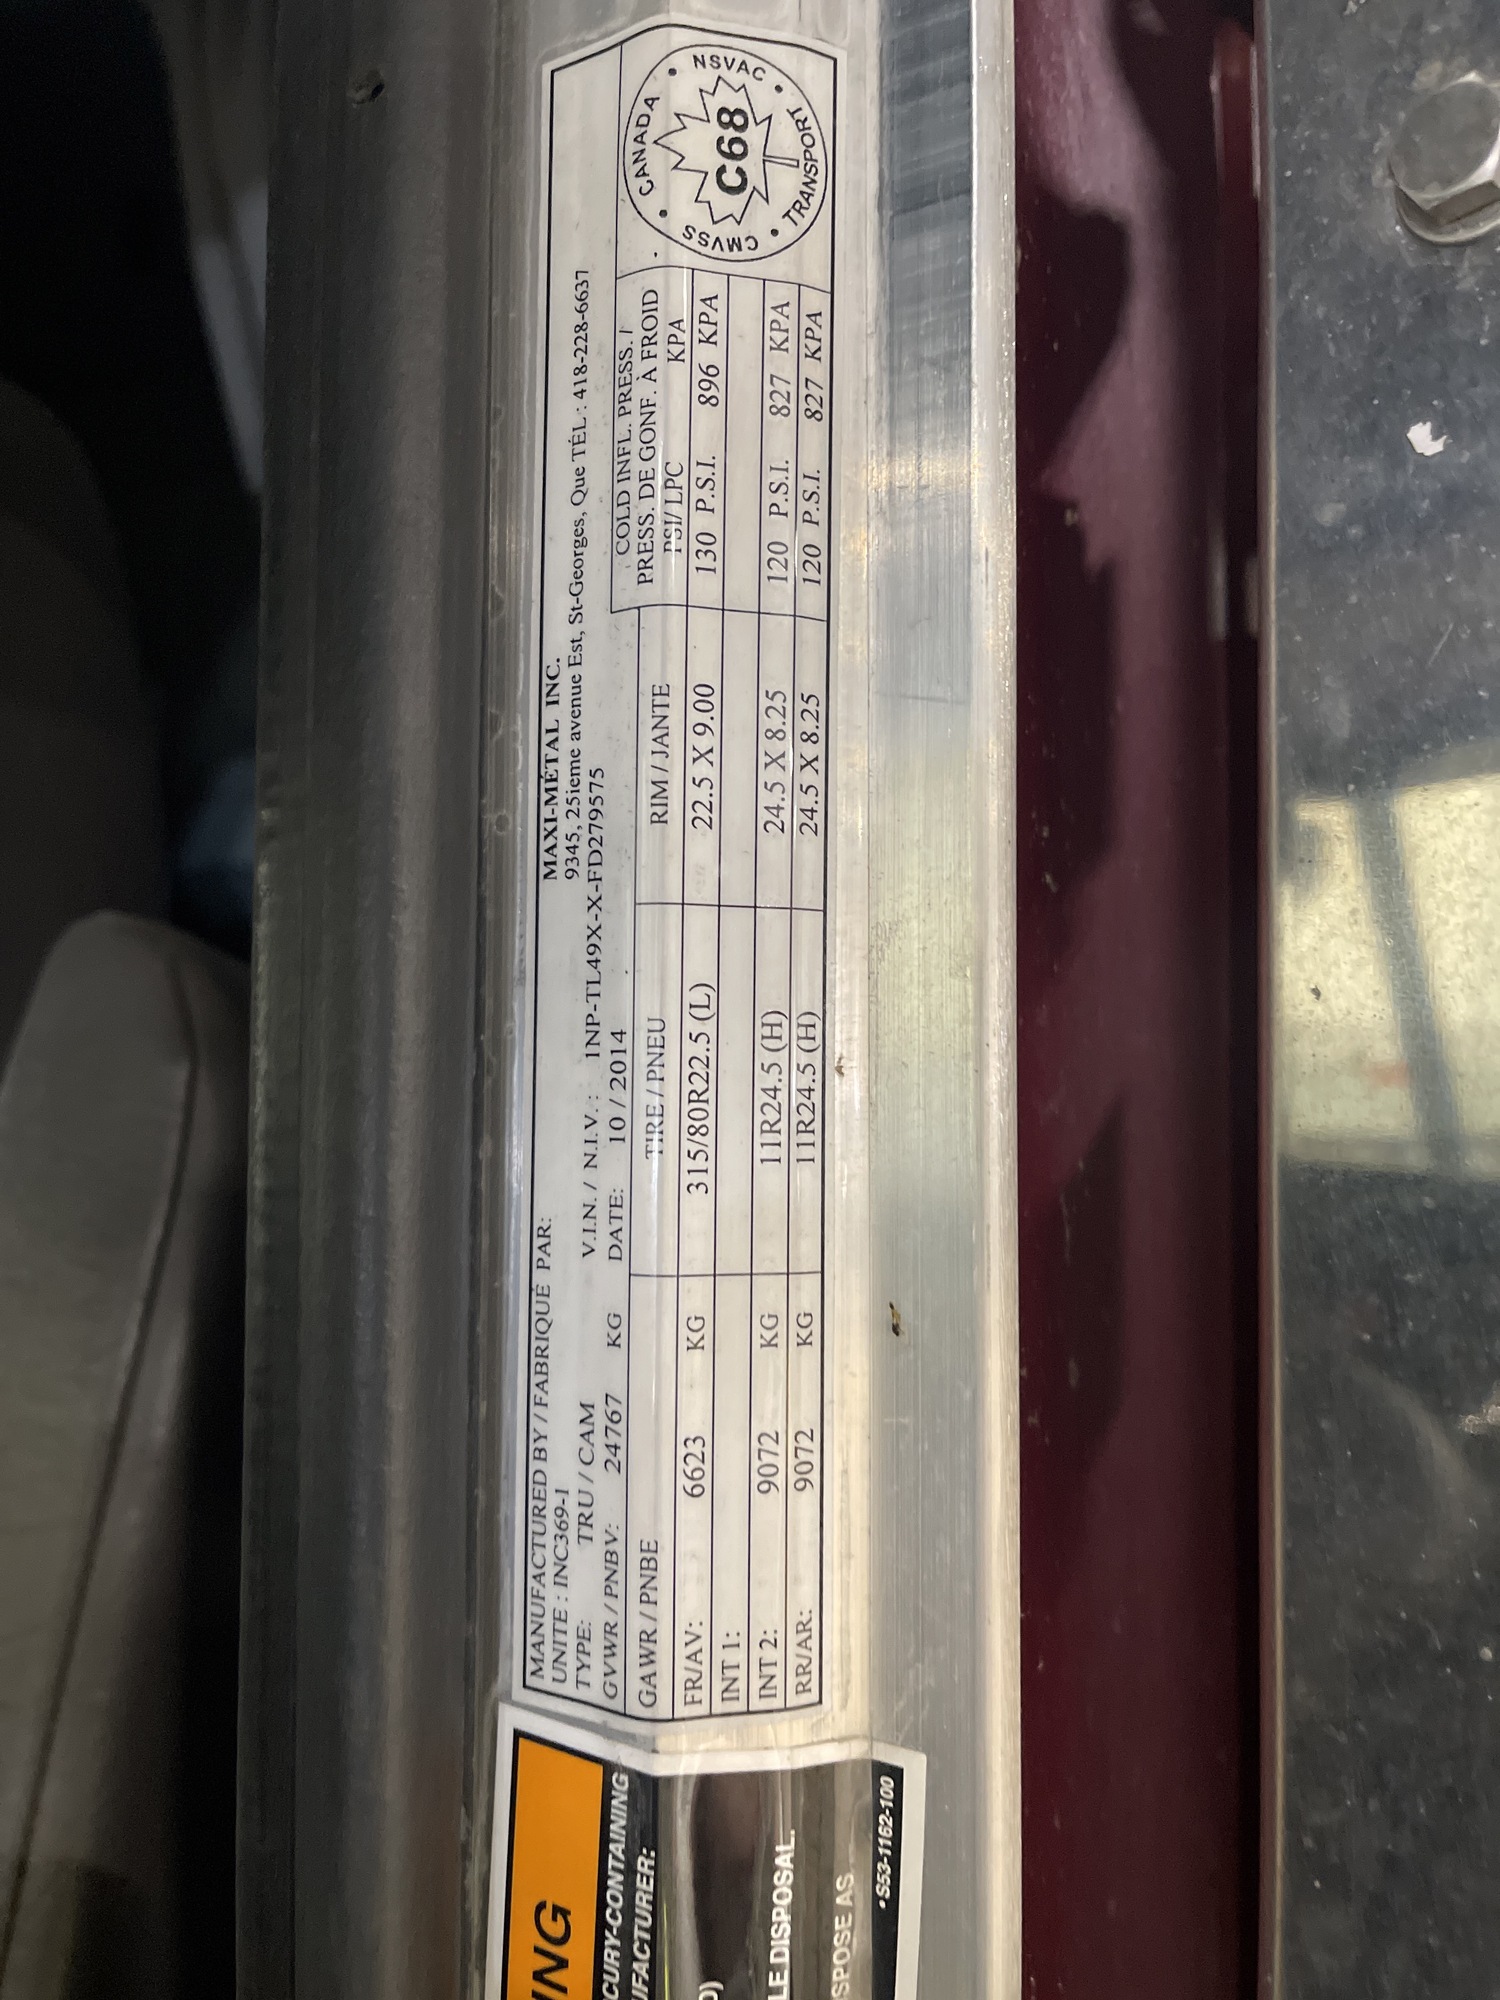 MANUFACTURED BY / FABRIQUÉ PAR:
MAXI-MÉTAL INC.
UNITE : INC369-1
9345, 25ieme avenue Est, St-Georges, Que TÉL : 418-228-6637
TYPE: TRU / CAM V.I.N. / N.I.V. : 1NP-TL49X-X-FD279575
GVWR / PNBV: 24767 KG DATE: 10 / 2014
COLD INFL. PRESS. /
PRESS. DE GONF. À FROID
GAWR / PNBE TIRE / PNEU RIM / JANTE PSI/ LPC KPA
FR/AV: 6623 KG 315/80R22.5 (L) 22.5 X 9.00 130 P.S.I. 896 KPA
INT 1:
INT 2: 9072 KG 11R24.5 (H) 24.5 X 8.25 120 P.S.I. 827 KPA
RR/AR: 9072 KG 11R24.5 (H) 24.5 X 8.25 120 P.S.I. 827 KPA
CANADA • NSVAC • TRANSPORT • CMVSS •
C68
ING
CURY-CONTAINING
FACTURER:
LE DISPOSAL.
SPOSE AS
• S53-1162-100